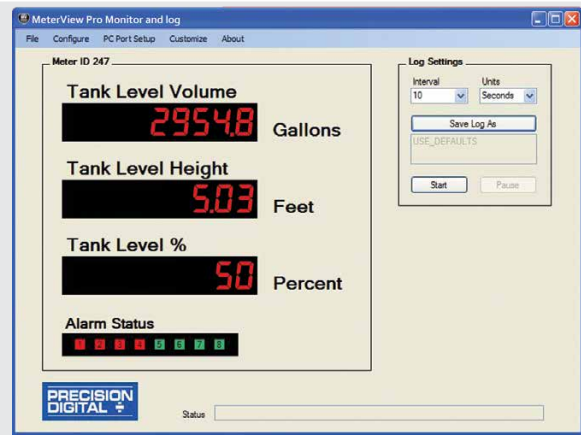 MeterView Pro Monitor and log
File Configure PC Port Setup Customize About
Meter ID 247
Tank Level Volume
2954.8 Gallons
Tank Level Height
5.03 Feet
Tank Level %
50 Percent
Alarm Status
1 2 3 4 5 6 7 8
Log Settings
Interval Units
10 Seconds
Save Log As
USE_DEFAULTS
Start Pause
PRECISION
DIGITAL
Status